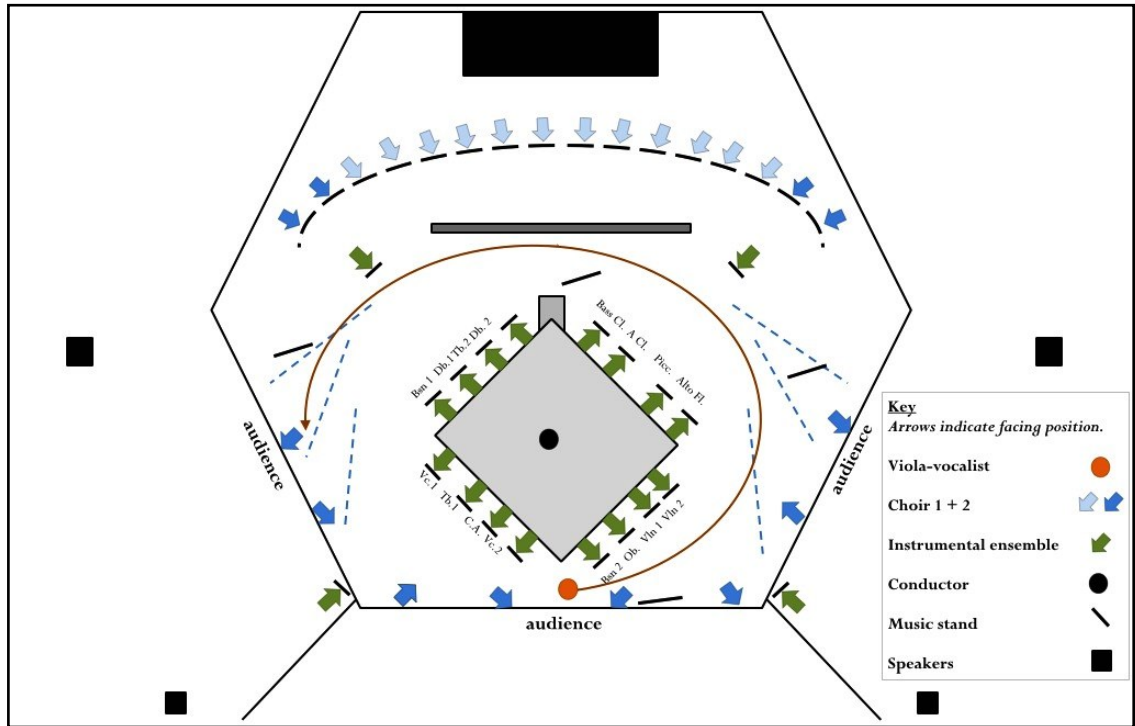 Bsn 1 Db.1 Tb.2 Db. 2
Bass Cl. A Cl. Picc. Alto Fl.
Vc.1 Tb.1 C.A. Vc.2
Bsn 2 Ob. Vln 1 Vln 2
audience
audience
audience
Key
Arrows indicate facing position.
Viola-vocalist
Choir 1 + 2
Instrumental ensemble
Conductor
Music stand
Speakers